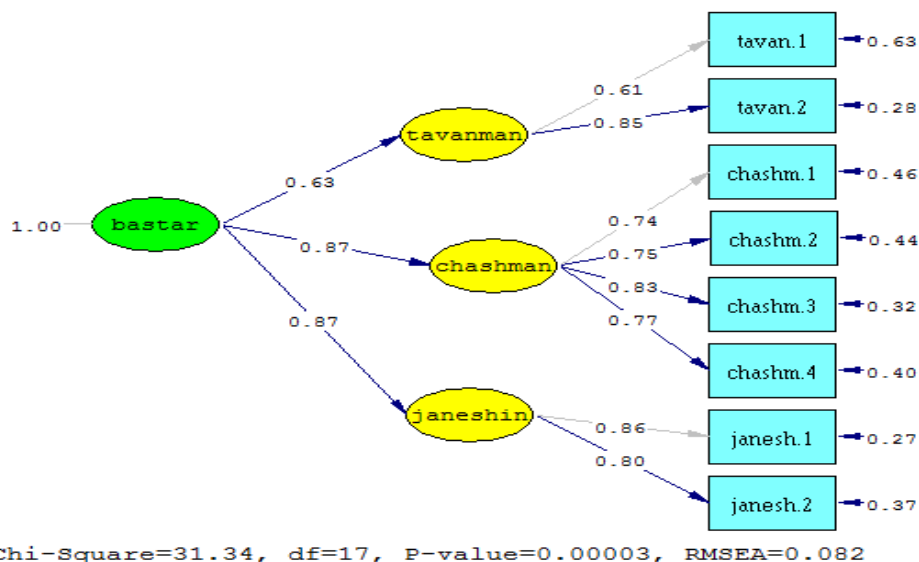 tavan.1
0.63
0.61
tavan.2
0.28
0.85
tavanman
chashm.1
0.46
0.63
0.74
1.00
bastar
chashm.2
0.44
0.87
0.75
chashman
0.83
chashm.3
0.32
0.87
0.77
chashm.4
0.40
janeshin
0.86
janesh.1
0.27
0.80
janesh.2
0.37
Chi-Square=31.34, df=17, P-value=0.00003, RMSEA=0.082